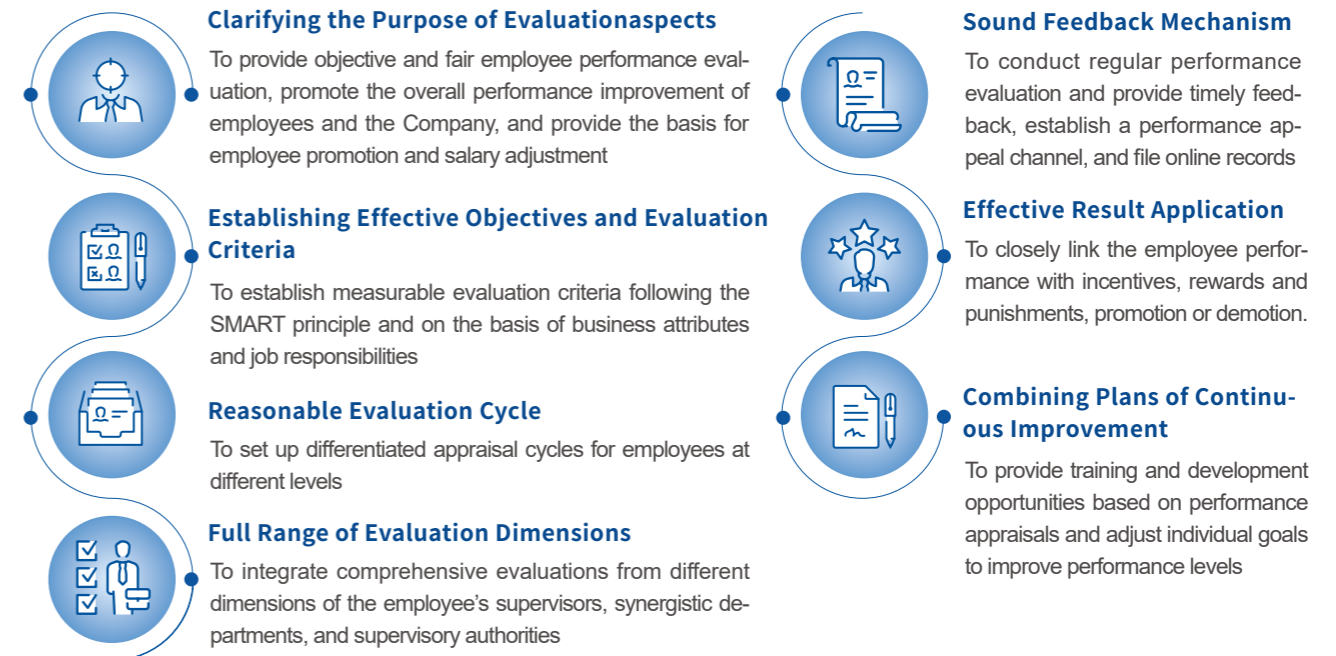 Clarifying the Purpose of Evaluationaspects
To provide objective and fair employee performance eval-
uation, promote the overall performance improvement of
employees and the Company, and provide the basis for
employee promotion and salary adjustment
Establishing Effective Objectives and Evaluation
Criteria
To establish measurable evaluation criteria following the
SMART principle and on the basis of business attributes
and job responsibilities
Reasonable Evaluation Cycle
To set up differentiated appraisal cycles for employees at
different levels
Full Range of Evaluation Dimensions
To integrate comprehensive evaluations from different
dimensions of the employee's supervisors, synergistic de-
partments, and supervisory authorities
Sound Feedback Mechanism
To conduct regular performance
evaluation and provide timely feed-
back, establish a performance ap-
peal channel, and file online records
Effective Result Application
To closely link the employee perfor-
mance with incentives, rewards and
punishments, promotion or demotion.
Combining Plans of Continu-
ous Improvement
To provide training and development
opportunities based on performance
appraisals and adjust individual goals
to improve performance levels